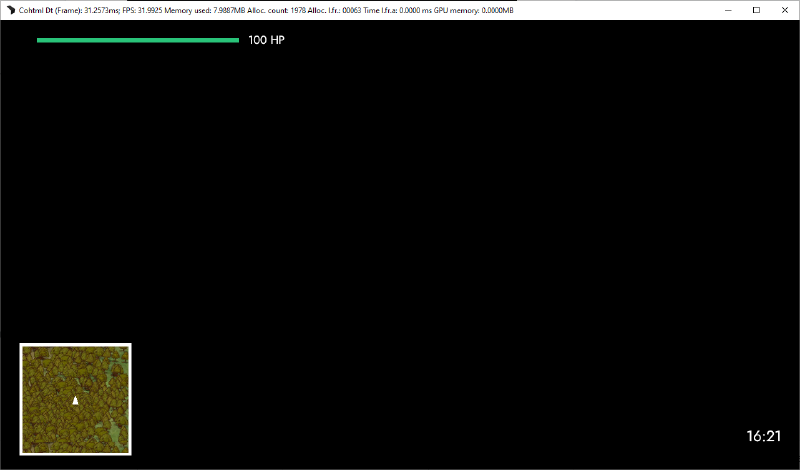 Cohtml Dt (Frame): 31.2573ms; FPS: 31.9925 Memory used: 7.9887MB Alloc. count: 1978 Alloc. l.fr.: 00063 Time l.fr.a: 0.0000 ms GPU memory: 0.0000MB
100 HP
16:21